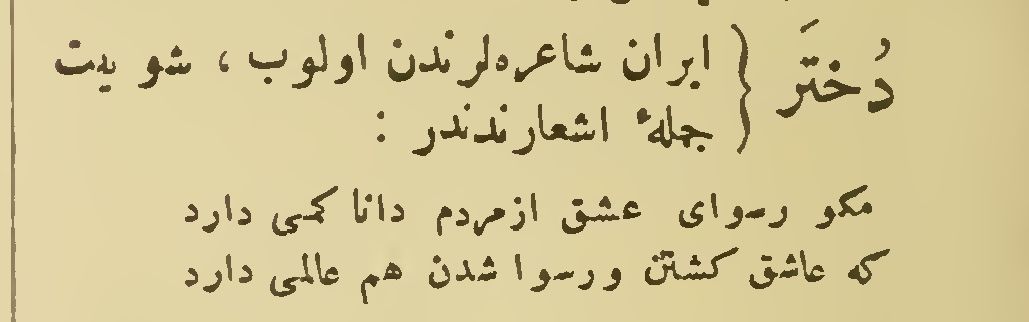 دُختَر { ایران شاعره‌لرندن اولوب ، شو بیت
جملهٔ اشعارندندر :
مکو رسوای عشق ازمردم دانا کمی دارد
که عاشق کشتن ورسوا شدن هم عالمی دارد